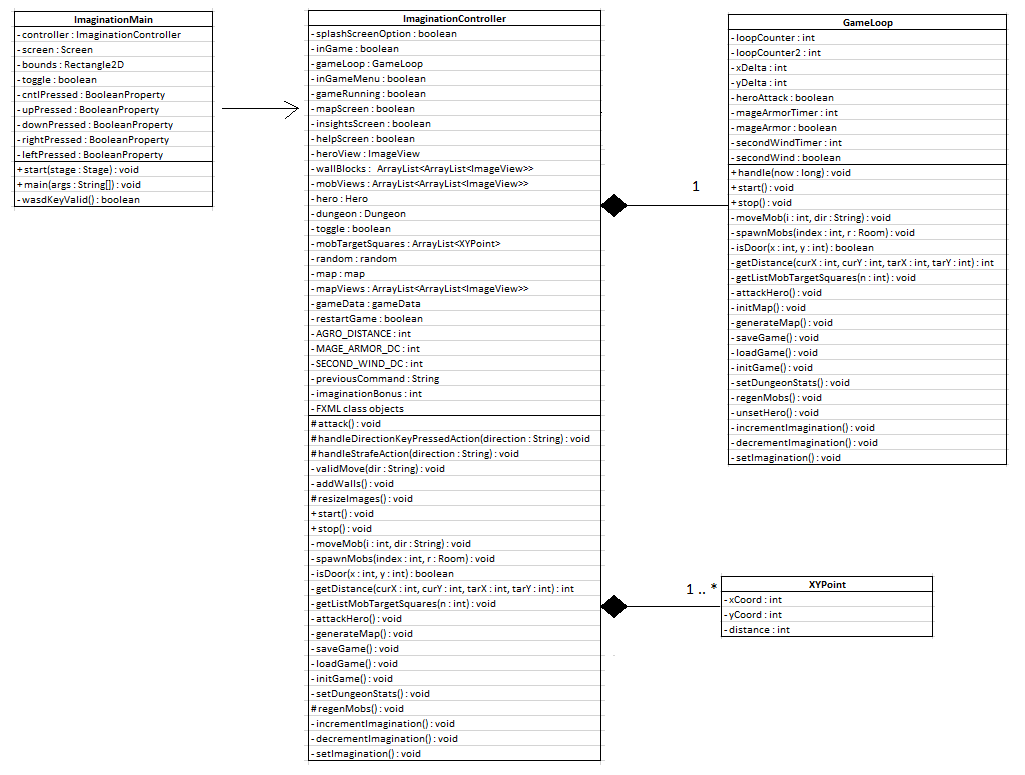 ImaginationMain
- controller : ImaginationController
- screen : Screen
- bounds : Rectangle2D
- toggle : boolean
- cntlPressed : BooleanProperty
- upPressed : BooleanProperty
- downPressed : BooleanProperty
- rightPressed : BooleanProperty
- leftPressed : BooleanProperty
+ start(stage : Stage) : void
+ main(args : String[]) : void
- wasdKeyValid() : boolean
ImaginationController
- splashScreenOption : boolean
- inGame : boolean
- gameLoop : GameLoop
- inGameMenu : boolean
- gameRunning : boolean
- mapScreen : boolean
- insightsScreen : boolean
- helpScreen : boolean
- heroView : ImageView
- wallBlocks : ArrayList<ArrayList<ImageView>>
- mobViews : ArrayList<ArrayList<ImageView>>
- hero : Hero
- dungeon : Dungeon
- toggle : boolean
- mobTargetSquares : ArrayList<XYPoint>
- random : random
- map : map
- mapViews : ArrayList<ArrayList<ImageView>>
- gameData : gameData
- restartGame : boolean
- AGRO_DISTANCE : int
- MAGE_ARMOR_DC : int
- SECOND_WIND_DC : int
- previousCommand : String
- imaginationBonus : int
- FXML class objects
# attack() : void
# handleDirectionKeyPressedAction(direction : String) : void
# handleStrafeAction(direction : String) : void
- validMove(dir : String) : void
- addWalls() : void
# resizeImages() : void
+ start() : void
+ stop() : void
- moveMob(i : int, dir : String) : void
- spawnMobs(index : int, r : Room) : void
- isDoor(x : int, y : int) : boolean
- getDistance(curX : int, curY : int, tarX : int, tarY : int) : int
- getListMobTargetSquares(n : int) : void
- attackHero() : void
- generateMap() : void
- saveGame() : void
- loadGame() : void
- initGame() : void
- setDungeonStats() : void
# regenMobs() : void
- incrementImagination() : void
- decrementImagination() : void
- setImagination() : void
1
GameLoop
- loopCounter : int
- loopCounter2 : int
- xDelta : int
- yDelta : int
- heroAttack : boolean
- mageArmorTimer : int
- mageArmor : boolean
- secondWindTimer : int
- secondWind : boolean
+ handle(now : long) : void
+ start() : void
+ stop() : void
- moveMob(i : int, dir : String) : void
- spawnMobs(index : int, r : Room) : void
- isDoor(x : int, y : int) : boolean
- getDistance(curX : int, curY : int, tarX : int, tarY : int) : int
- getListMobTargetSquares(n : int) : void
- attackHero() : void
- initMap() : void
- generateMap() : void
- saveGame() : void
- loadGame() : void
- initGame() : void
- setDungeonStats() : void
- regenMobs() : void
- unsetHero() : void
- incrementImagination() : void
- decrementImagination() : void
- setImagination() : void
1 .. *
XYPoint
- xCoord : int
- yCoord : int
- distance : int